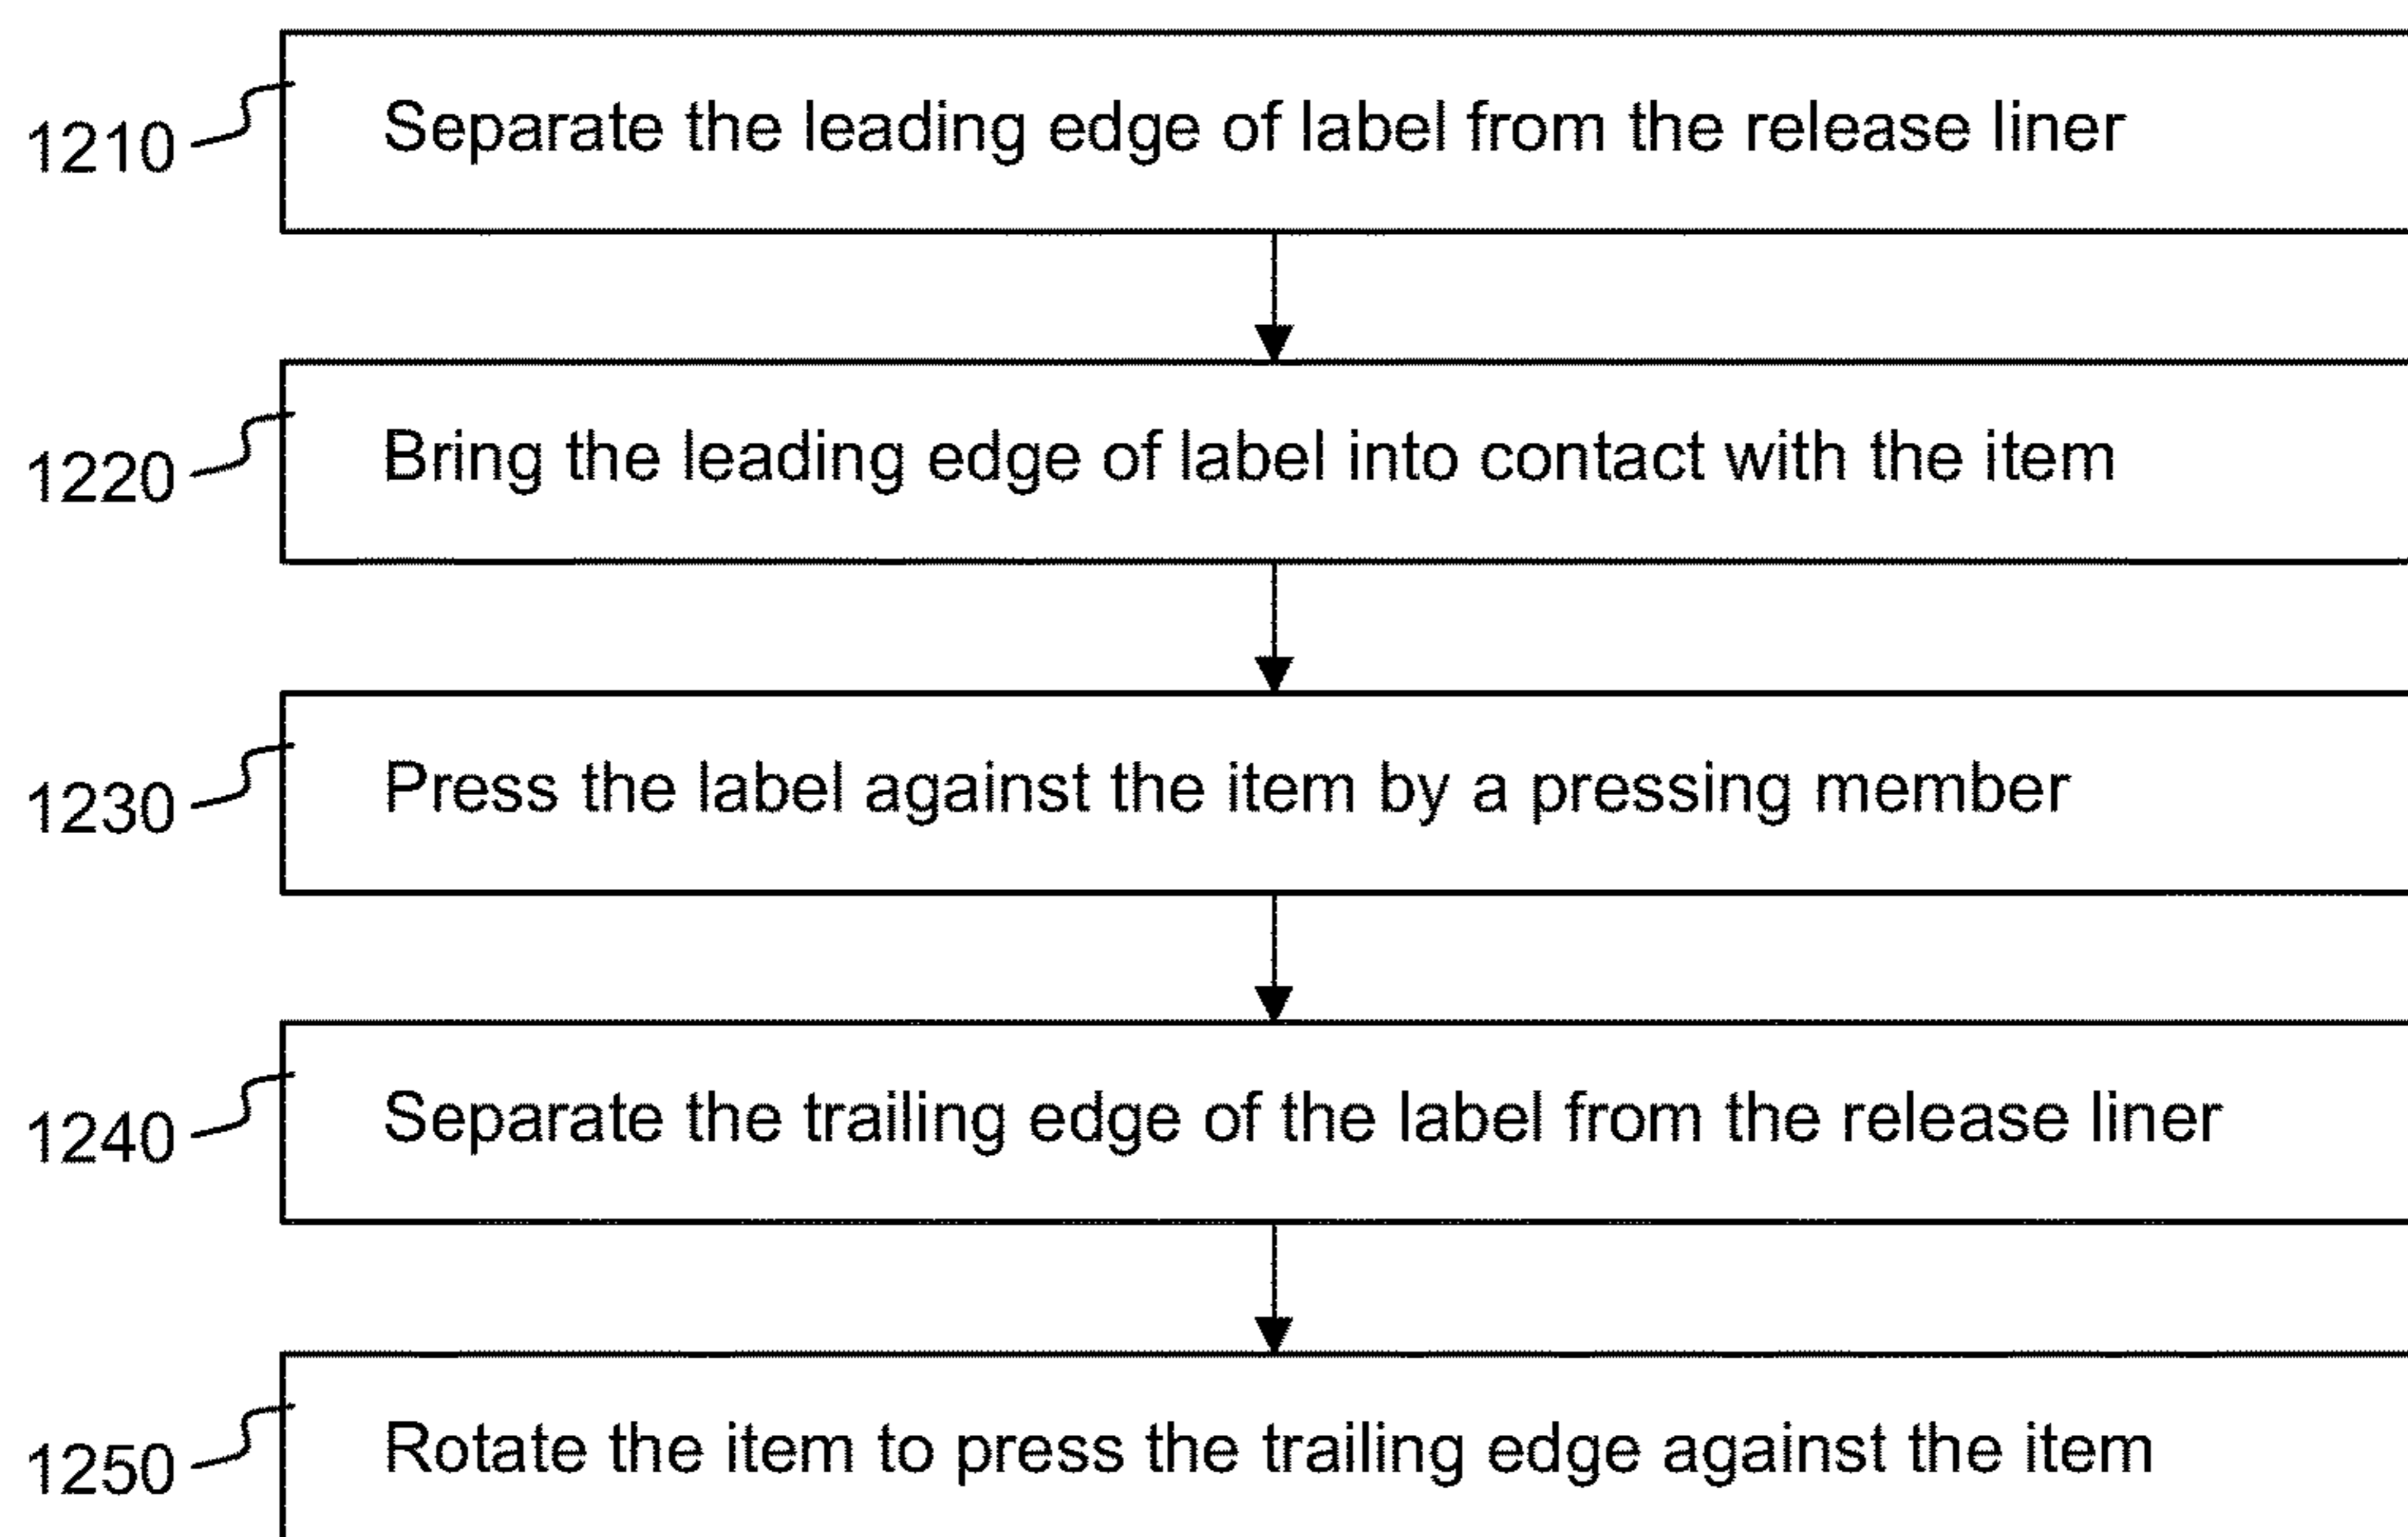 1210 Separate the leading edge of label from the release liner
1220 Bring the leading edge of label into contact with the item
1230 Press the label against the item by a pressing member
1240 Separate the trailing edge of the label from the release liner
1250 Rotate the item to press the trailing edge against the item